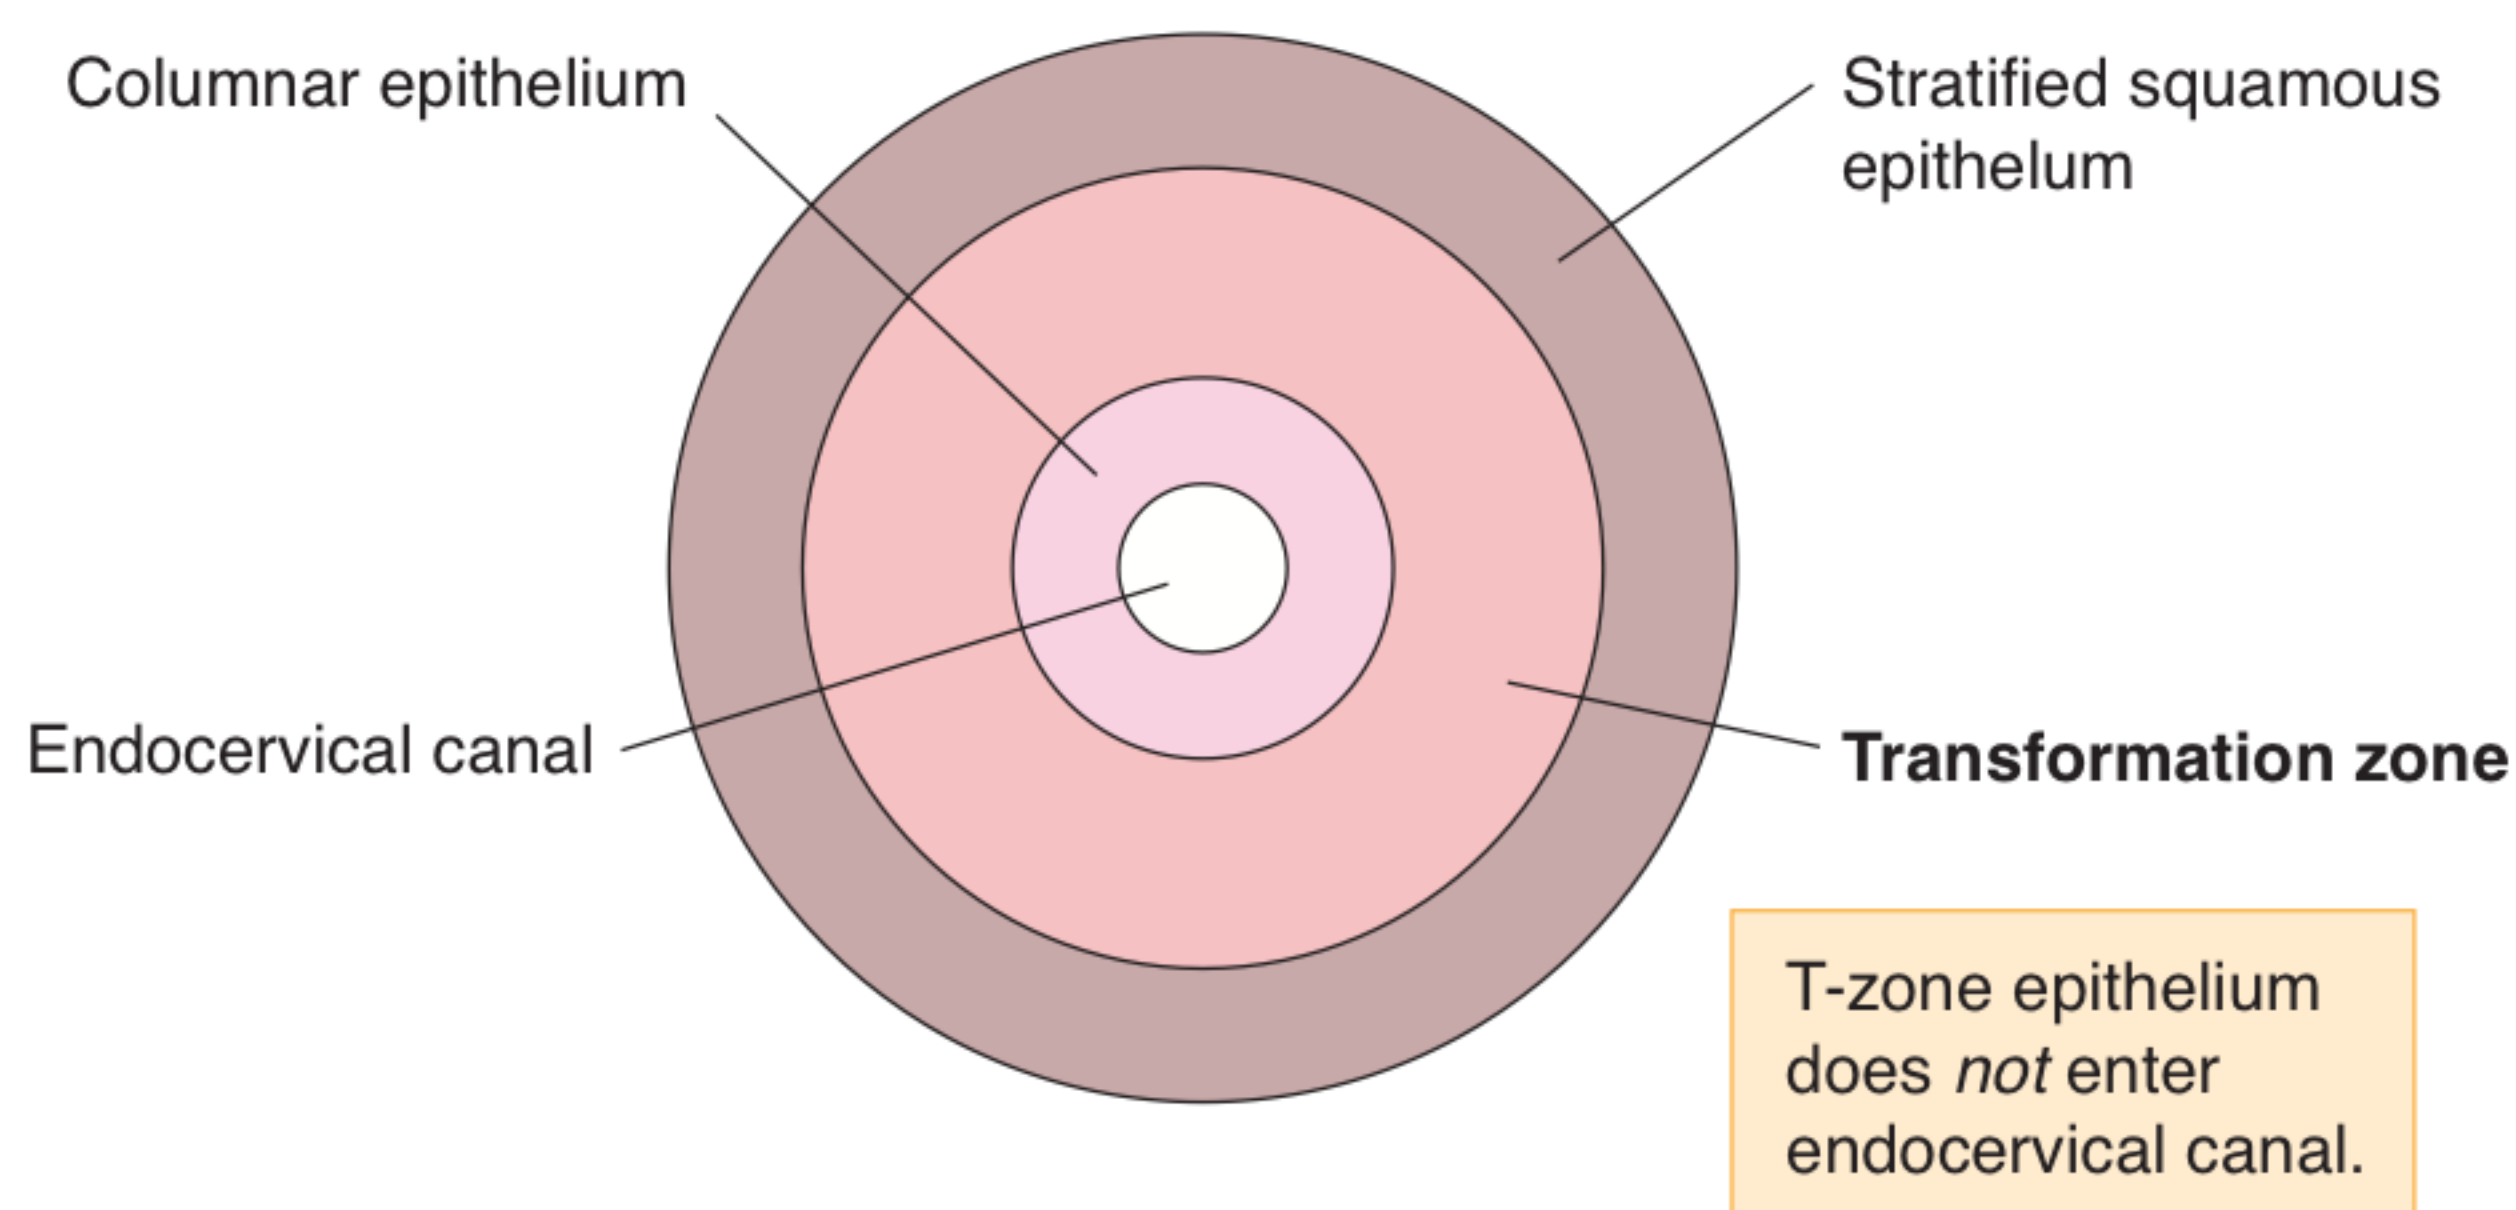 Columnar epithelium
Stratified squamous
epithelum
Endocervical canal
Transformation zone
T-zone epithelium
does not enter
endocervical canal.